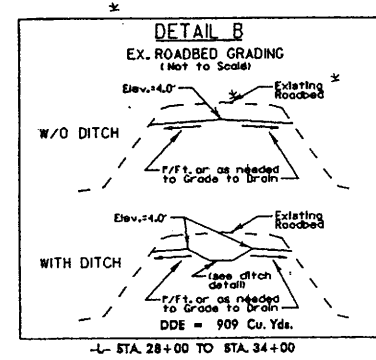 DETAIL B
EX. ROADBED GRADING
(Not to Scale)
Elev.=4.0'
Existing
Roadbed
W/O DITCH
1"/Ft. or as needed
to Grade to Drain
Elev.=4.0'
Existing
Roadbed
WITH DITCH
(see ditch
detail)
1"/Ft. or as needed
to Grade to Drain
DDE = 909 Cu. Yds.
-L- STA. 28+00 TO STA. 34+00